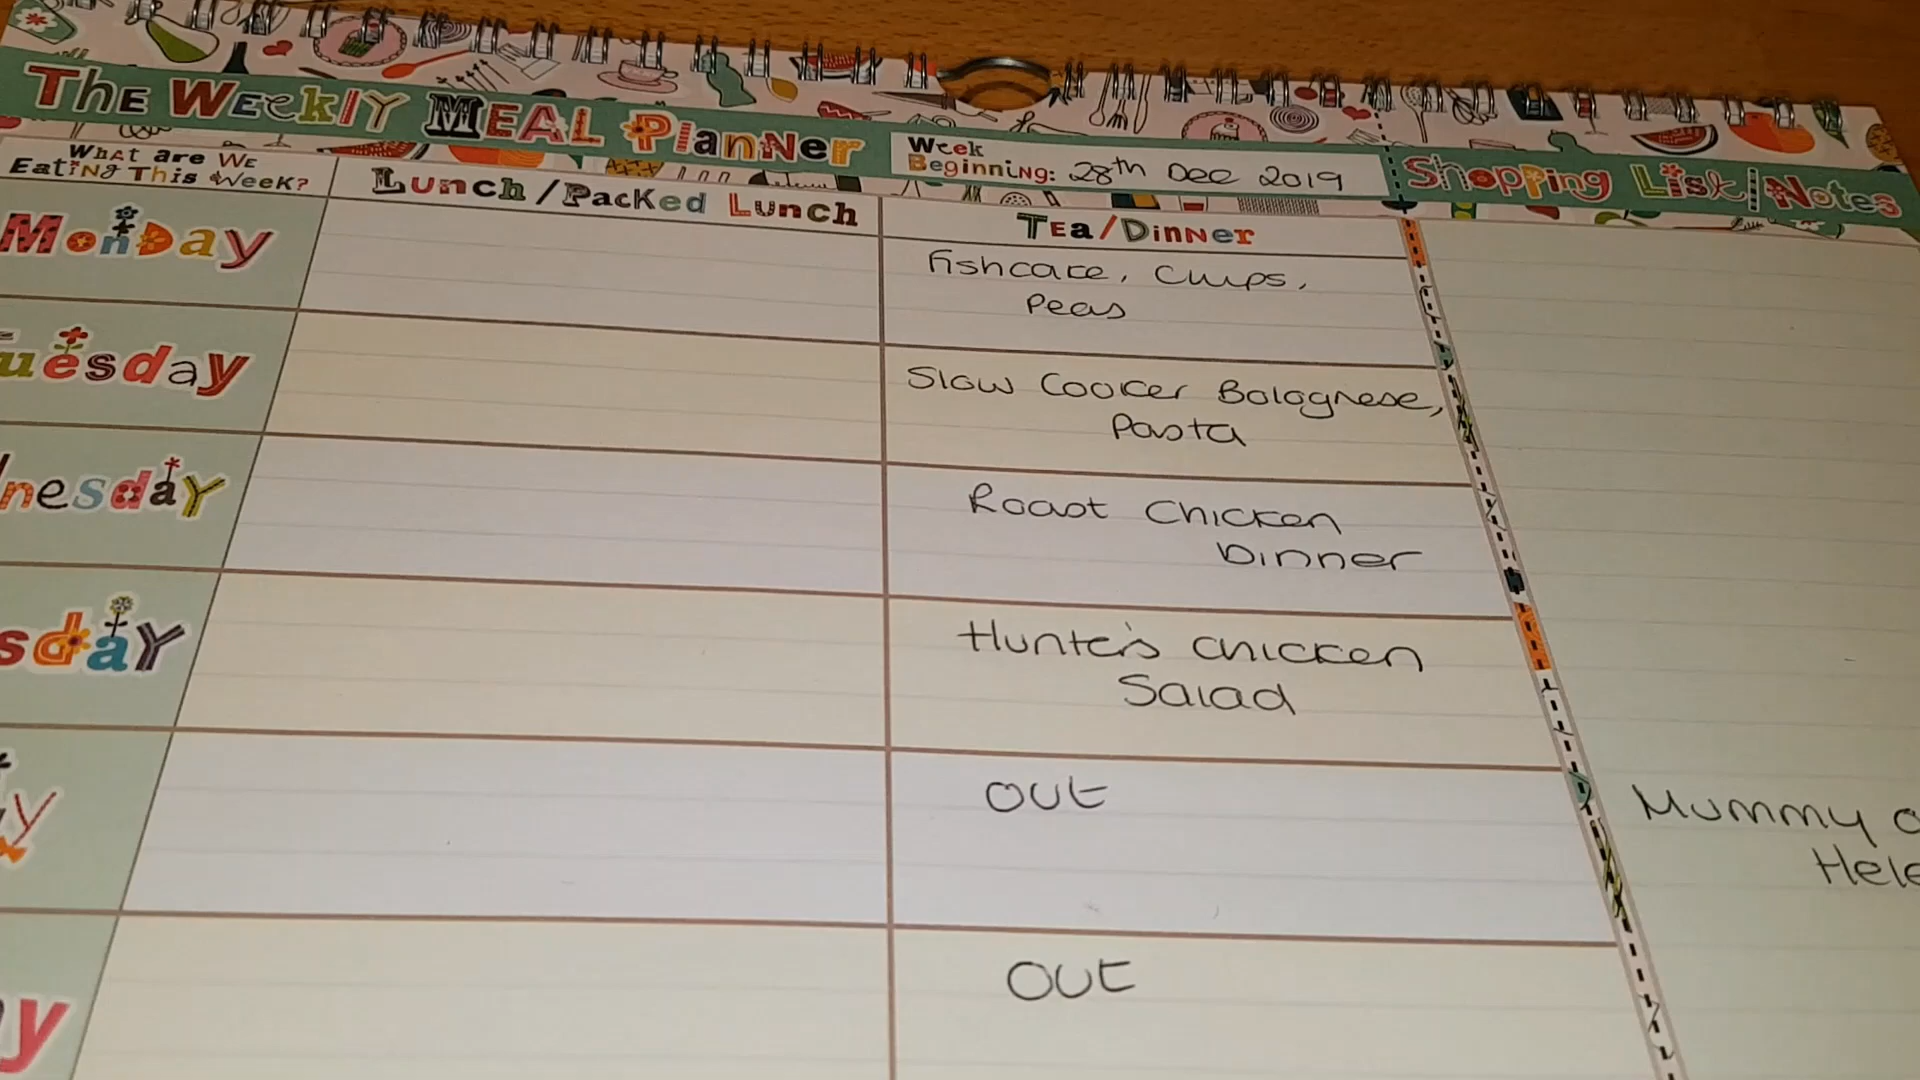 The Weekly Meal Planner
Week
Beginning: 28th Dec 2019
Shopping List/Notes
What are We
Eating This Week?
Lunch/Packed Lunch
Tea/Dinner
Monday
Fishcake, Chips,
Peas
uesday
Slow Cooker Bolognese,
Pasta
nesday
Roast Chicken
Dinner
sday
Hunter's Chicken
Salad
y
OUT
Mummy
Hele
y
OUT